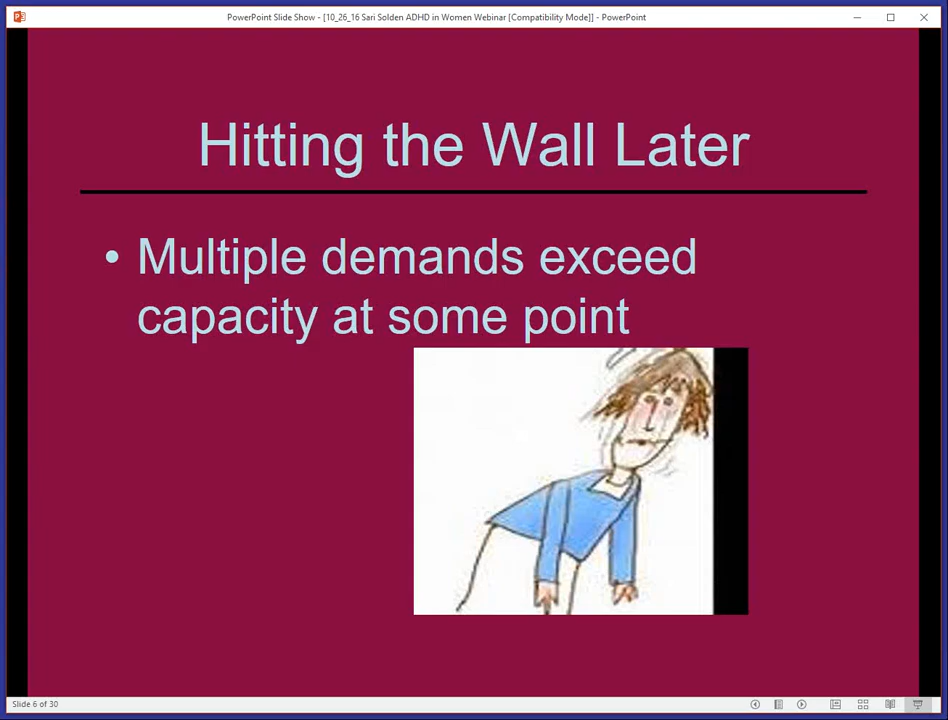 PowerPoint Slide Show - [10_26_16 Sari Solden ADHD in Women Webinar [Compatibility Mode]] - PowerPoint
Hitting the Wall Later
• Multiple demands exceed
capacity at some point
Slide 6 of 30